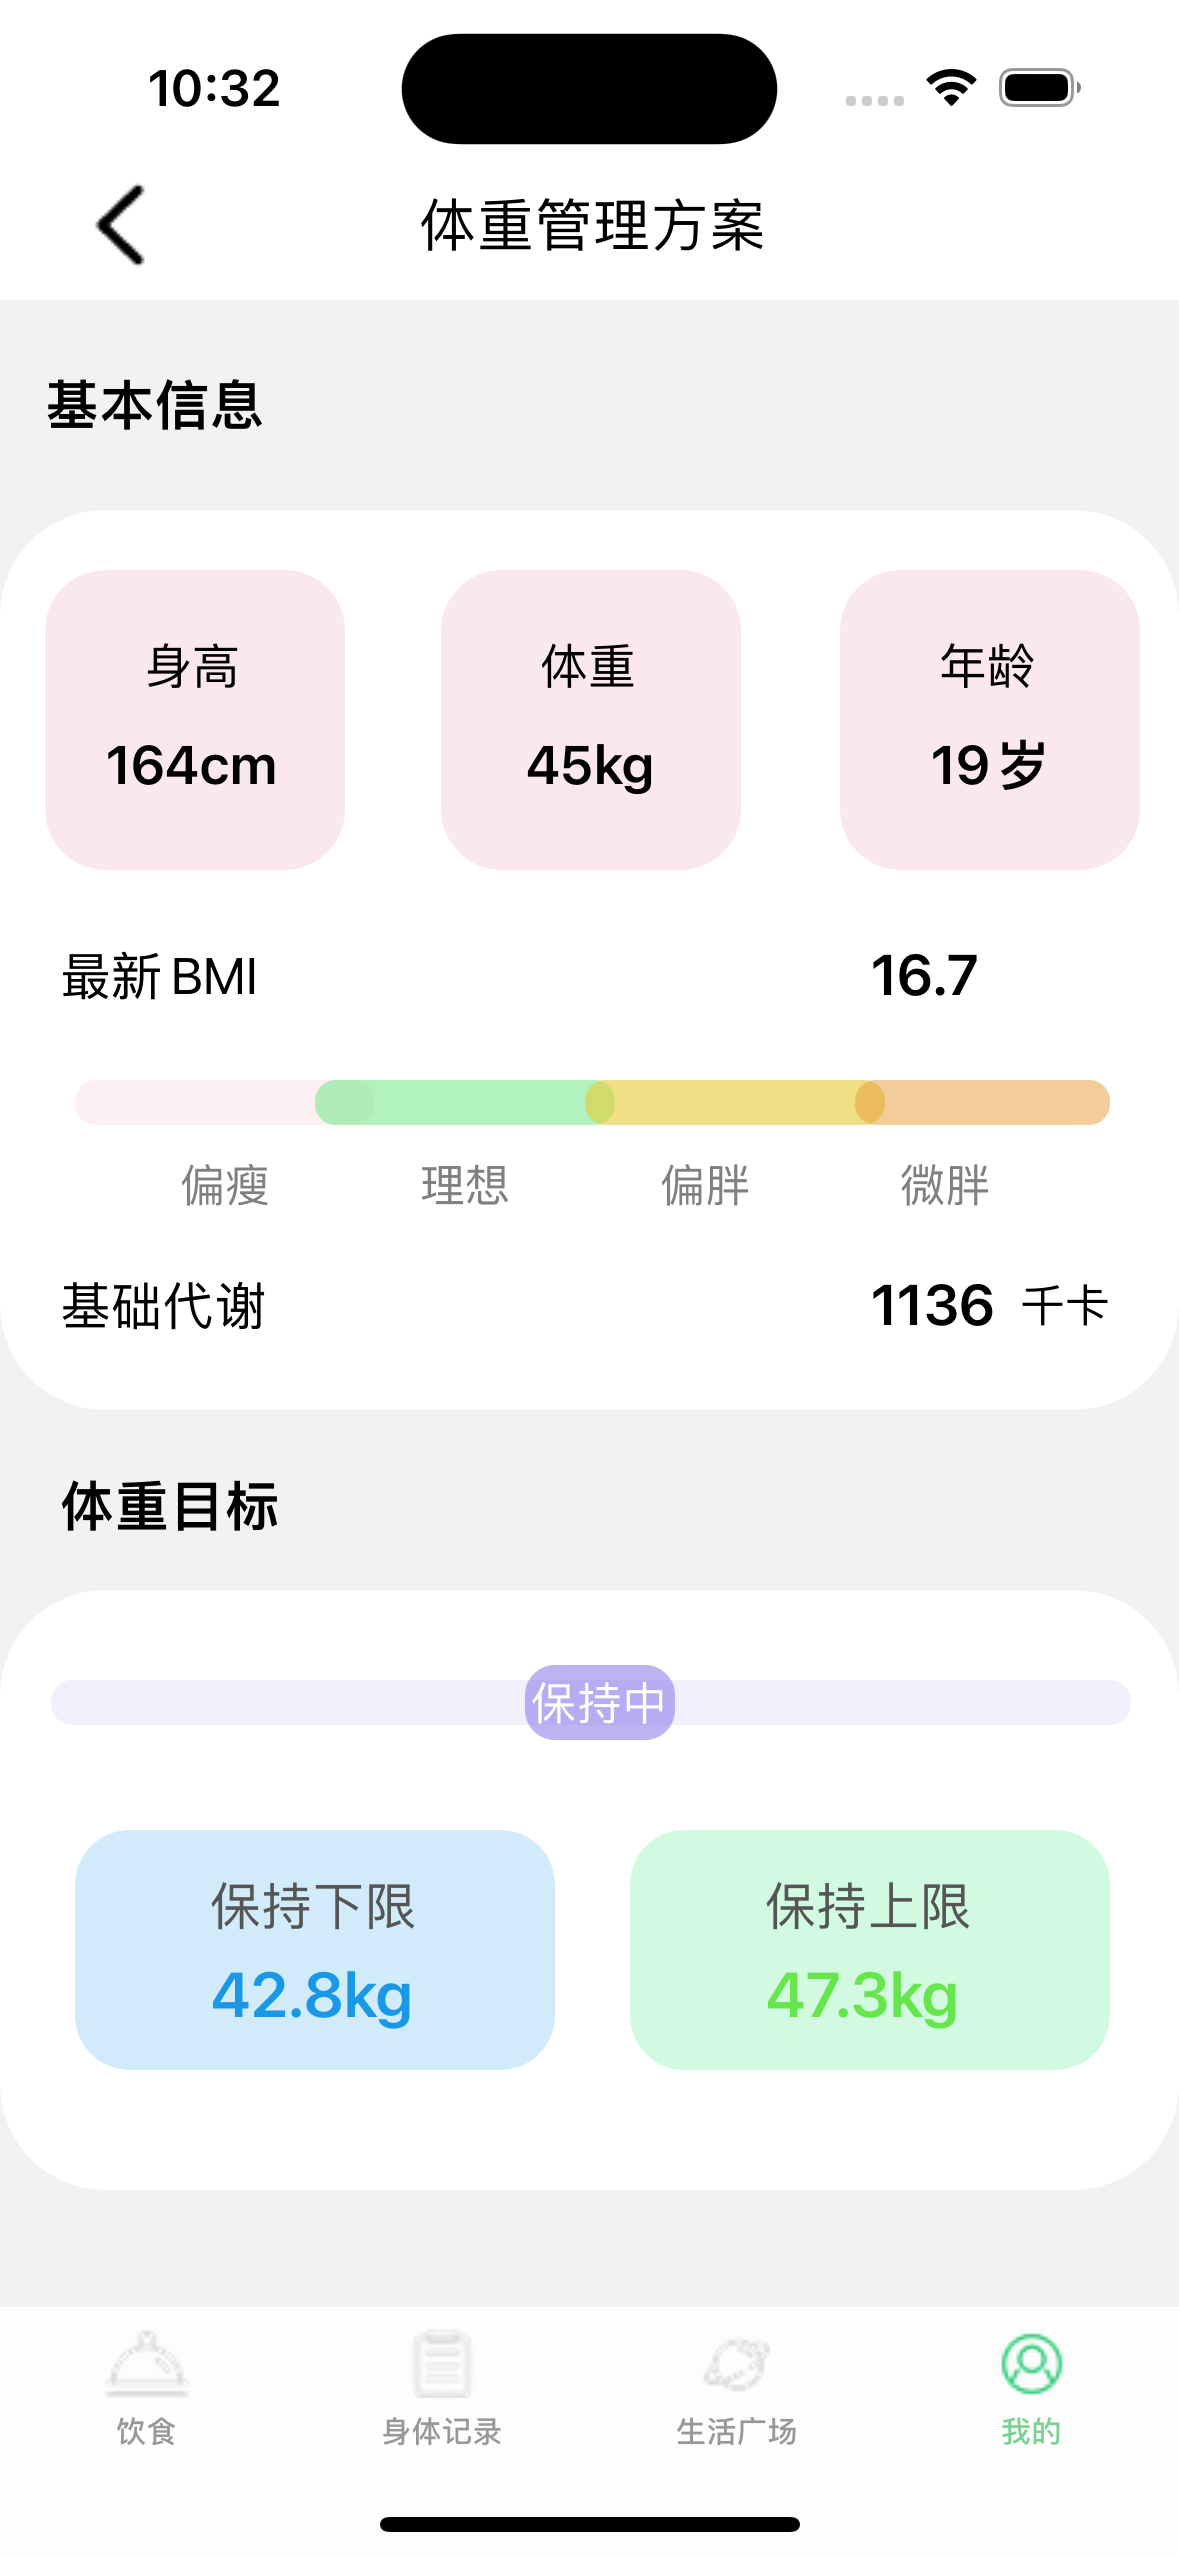 10:32
体重管理方案
基本信息
身高 体重 年龄
164cm 45kg 19岁
最新 BMI 16.7
偏瘦 理想 偏胖 微胖
基础代谢 1136 千卡
体重目标
保持中
保持下限 保持上限
42.8kg 47.3kg
饮食 身体记录 生活广场 我的